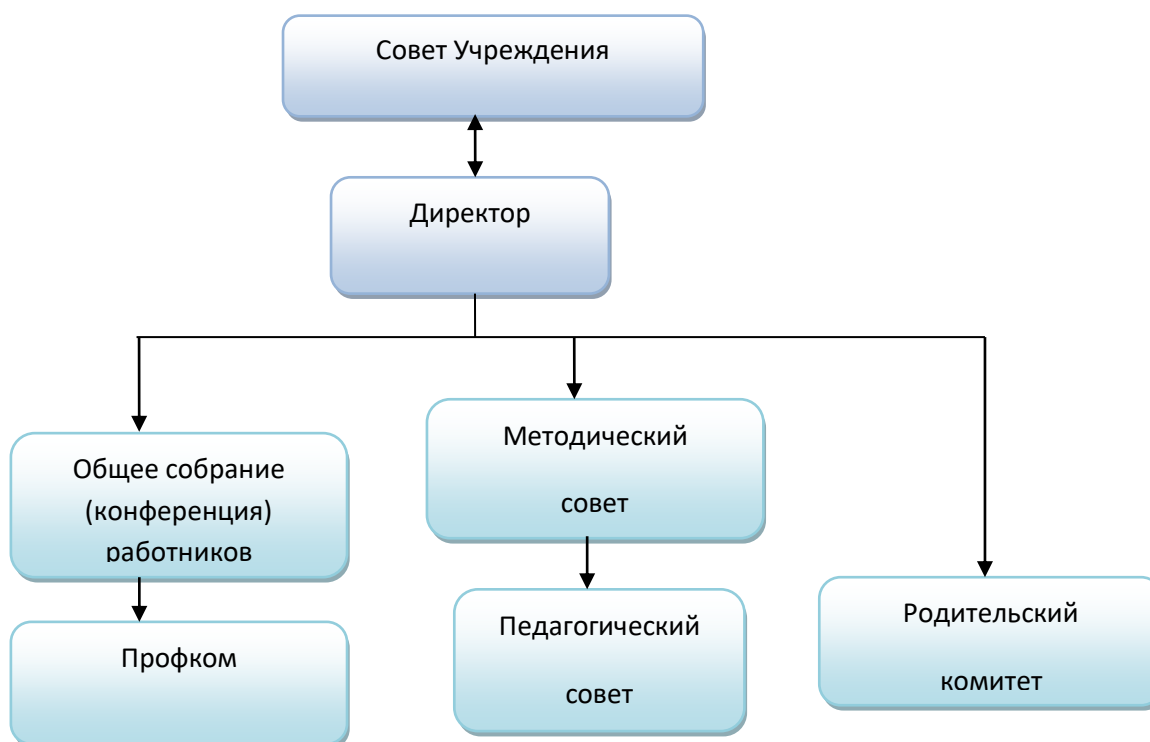 Совет Учреждения
Директор
Общее собрание
(конференция)
работников
Методический
совет
Профком
Педагогический
совет
Родительский
комитет